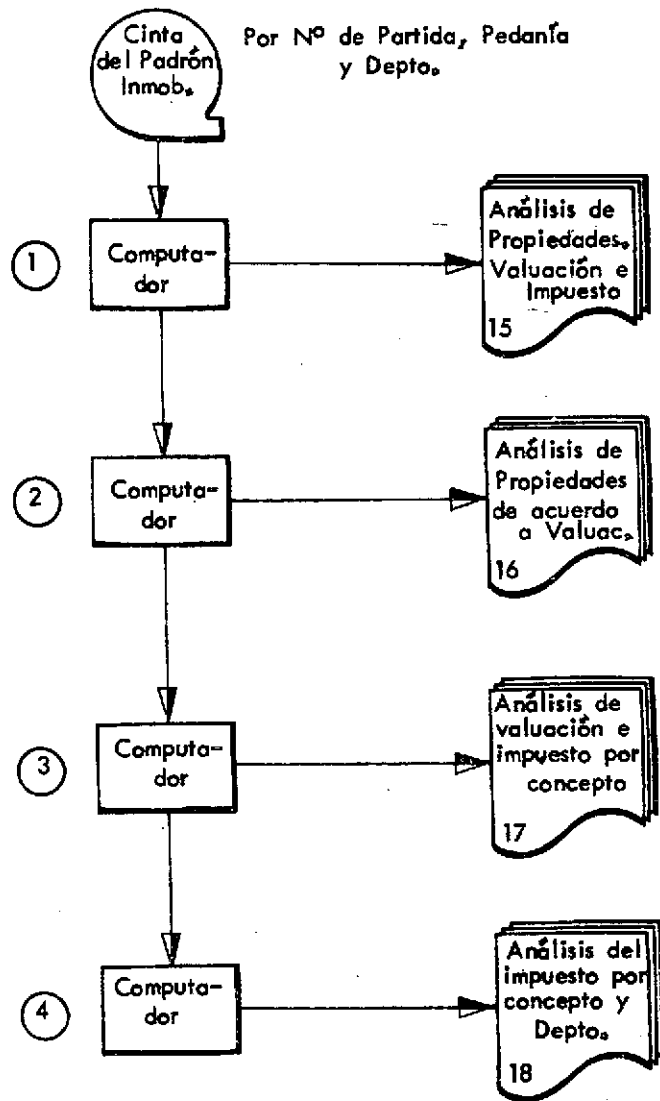 Cinta
del Padrón
Inmob.
Por Nº de Partida, Pedanía
y Depto.
1
Computa-
dor
Análisis de
Propiedades.
Valuación e
Impuesto
15
2
Computa-
dor
Análisis de
Propiedades
de acuerdo
a Valuac.
16
3
Computa-
dor
Análisis de
valuación e
impuesto por
concepto
17
4
Computa-
dor
Análisis del
impuesto por
concepto y
Depto.
18